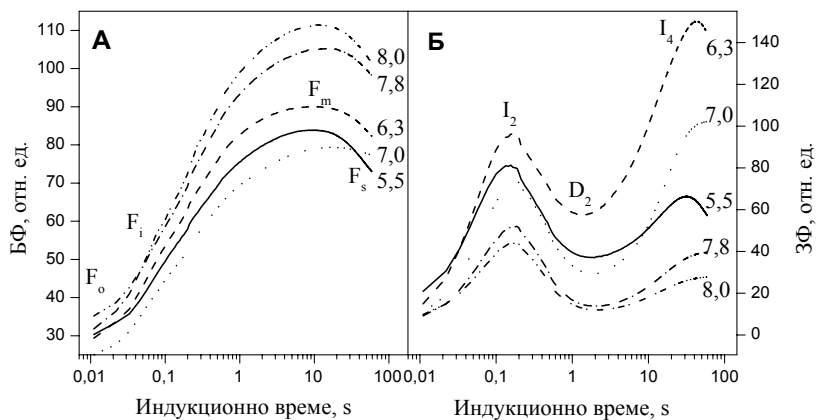 А
БФ, отн. ед.
110
100
90
80
70
60
50
40
30
F_o
F_i
F_m
F_s
8,0
7,8
6,3
7,0
5,5
0,01 0,1 1 10 100
Индукционно време, s
Б
I_2
D_2
I_4
6,3
7,0
5,5
7,8
8,0
0,01 0,1 1 10 100
Индукционно време, s
140
120
100
80
60
40
20
0
ЗФ, отн. ед.